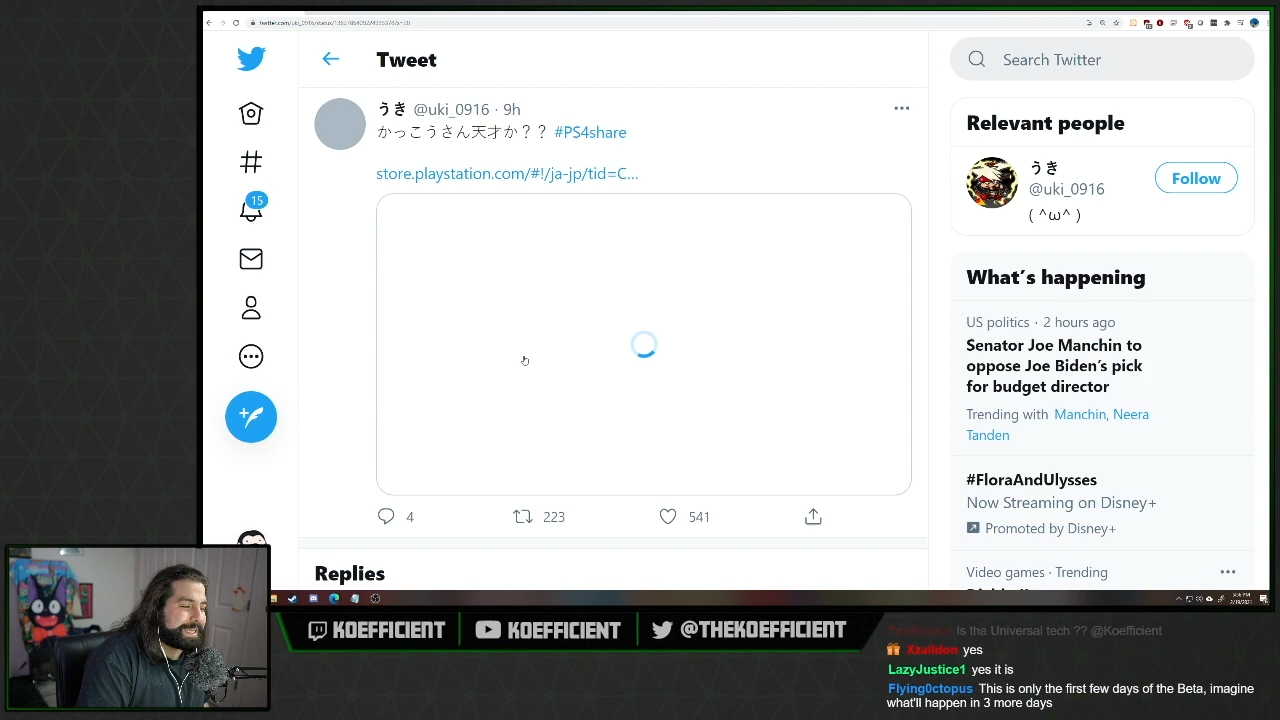 Tweet
Search Twitter
うき @uki_0916 · 9h
かっこうさん天才か？？ #PS4share
store.playstation.com/#!/ja-jp/tid=C...
15
4
223
541
Replies
Relevant people
うき
@uki_0916
Follow
( ^ω^ )
What's happening
US politics · 2 hours ago
Senator Joe Manchin to
oppose Joe Biden's pick
for budget director
Trending with Manchin, Neera
Tanden
#FloraAndUlysses
Now Streaming on Disney+
Promoted by Disney+
Video games · Trending
KOEFFICIENT
KOEFFICIENT
@THEKOEFFICIENT
Is tha Universal tech ?? @Koefficient
Xzaildon yes
LazyJustice1 yes it is
Flying0ctopus This is only the first few days of the Beta, imagine
what'll happen in 3 more days